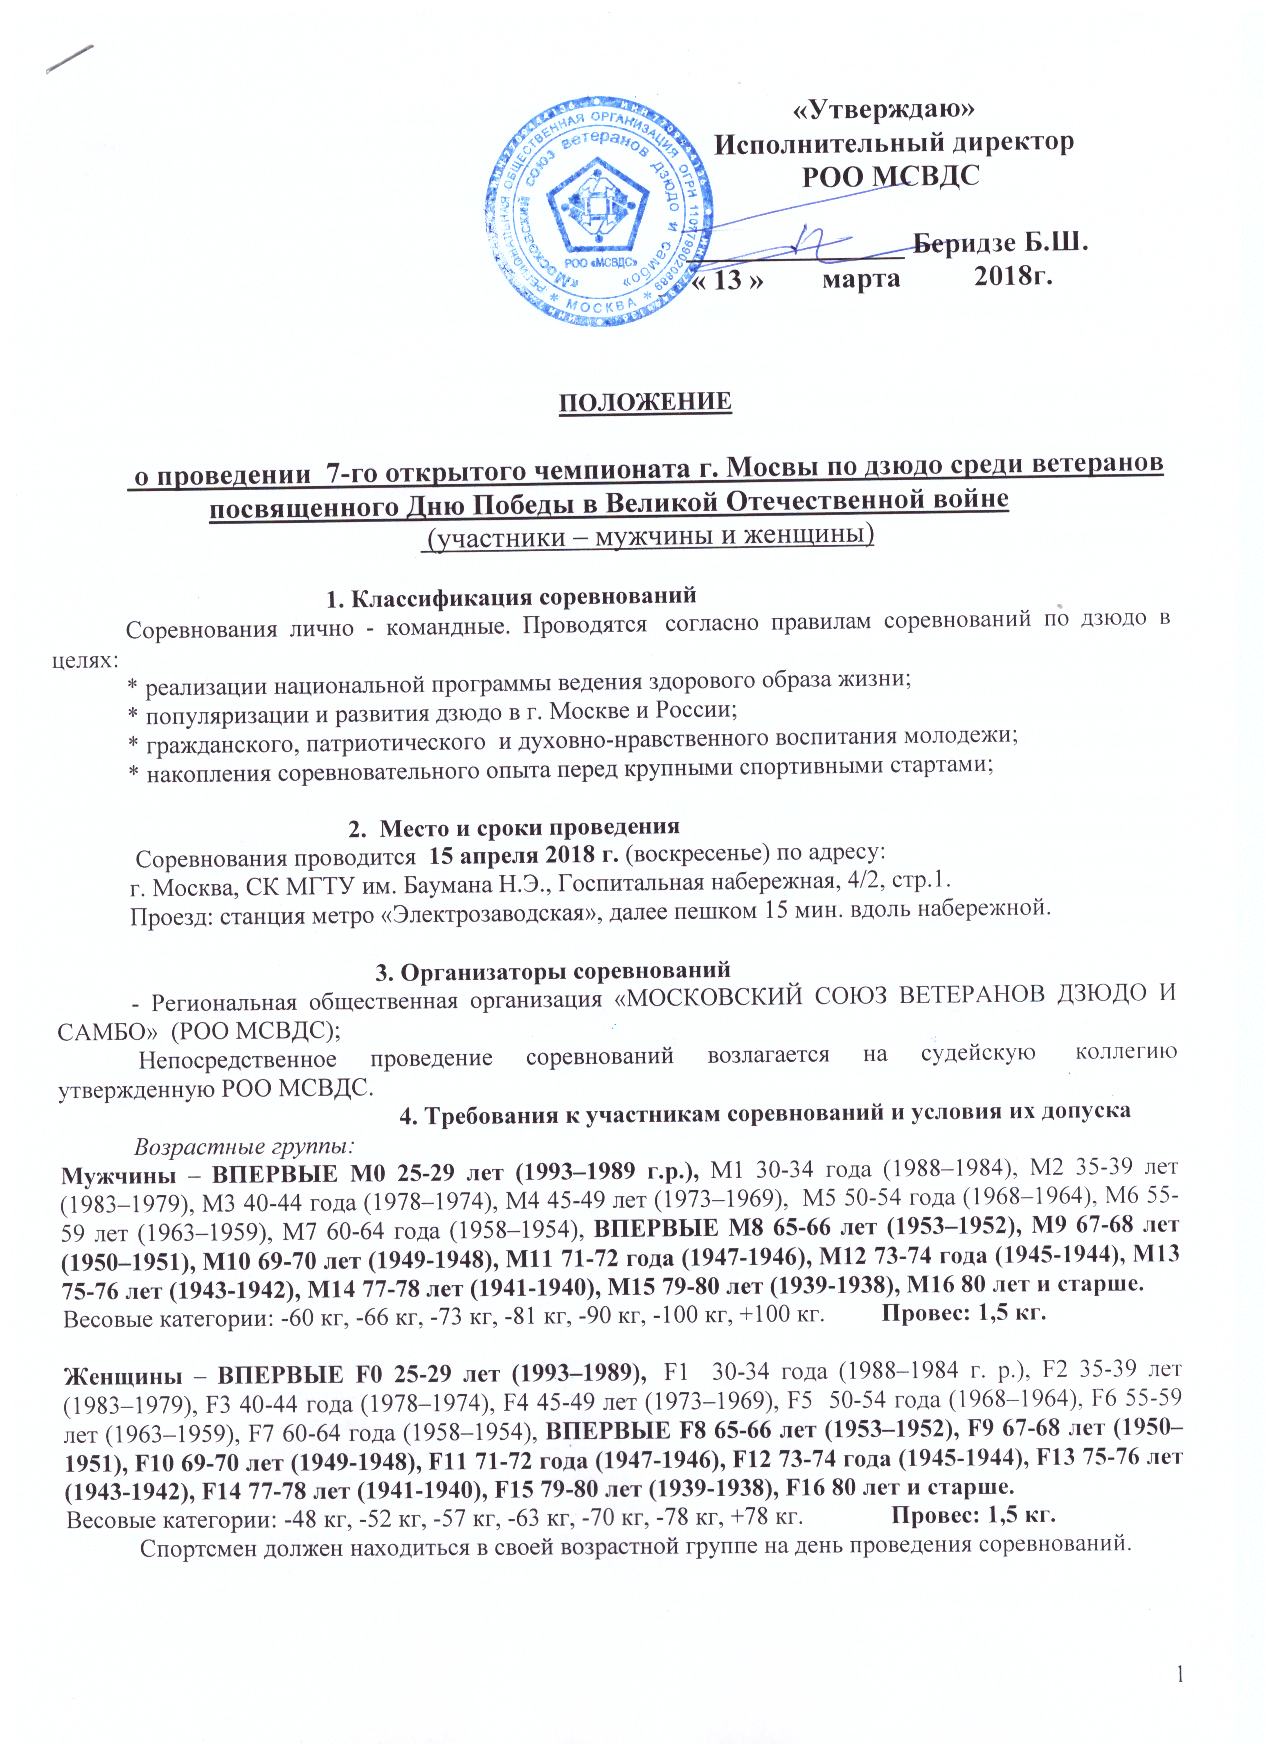 «Утверждаю»
Исполнительный директор
РОО МСВДС
Беридзе Б.Ш.
« 13 » марта 2018г.
РЕГИОНАЛЬНАЯ ОБЩЕСТВЕННАЯ ОРГАНИЗАЦИЯ ОГРН
«Московский союз ветеранов дзюдо и самбо»
РОО «МСВДС»
* МОСКВА *
ПОЛОЖЕНИЕ
о проведении 7-го открытого чемпионата г. Мосвы по дзюдо среди ветеранов
посвященного Дню Победы в Великой Отечественной войне
(участники – мужчины и женщины)
1. Классификация соревнований
Соревнования лично - командные. Проводятся согласно правилам соревнований по дзюдо в
целях:
* реализации национальной программы ведения здорового образа жизни;
* популяризации и развития дзюдо в г. Москве и России;
* гражданского, патриотического и духовно-нравственного воспитания молодежи;
* накопления соревновательного опыта перед крупными спортивными стартами;
2. Место и сроки проведения
Соревнования проводится 15 апреля 2018 г. (воскресенье) по адресу:
г. Москва, СК МГТУ им. Баумана Н.Э., Госпитальная набережная, 4/2, стр.1.
Проезд: станция метро «Электрозаводская», далее пешком 15 мин. вдоль набережной.
3. Организаторы соревнований
- Региональная общественная организация «МОСКОВСКИЙ СОЮЗ ВЕТЕРАНОВ ДЗЮДО И
САМБО» (РОО МСВДС);
Непосредственное проведение соревнований возлагается на судейскую коллегию
утвержденную РОО МСВДС.
4. Требования к участникам соревнований и условия их допуска
Возрастные группы:
Мужчины – ВПЕРВЫЕ М0 25-29 лет (1993–1989 г.р.), М1 30-34 года (1988–1984), М2 35-39 лет
(1983–1979), М3 40-44 года (1978–1974), М4 45-49 лет (1973–1969), М5 50-54 года (1968–1964), М6 55-
59 лет (1963–1959), М7 60-64 года (1958–1954), ВПЕРВЫЕ М8 65-66 лет (1953–1952), М9 67-68 лет
(1950–1951), М10 69-70 лет (1949-1948), М11 71-72 года (1947-1946), М12 73-74 года (1945-1944), М13
75-76 лет (1943-1942), М14 77-78 лет (1941-1940), М15 79-80 лет (1939-1938), М16 80 лет и старше.
Весовые категории: -60 кг, -66 кг, -73 кг, -81 кг, -90 кг, -100 кг, +100 кг. Провес: 1,5 кг.
Женщины – ВПЕРВЫЕ F0 25-29 лет (1993–1989), F1 30-34 года (1988–1984 г. р.), F2 35-39 лет
(1983–1979), F3 40-44 года (1978–1974), F4 45-49 лет (1973–1969), F5 50-54 года (1968–1964), F6 55-59
лет (1963–1959), F7 60-64 года (1958–1954), ВПЕРВЫЕ F8 65-66 лет (1953–1952), F9 67-68 лет (1950–
1951), F10 69-70 лет (1949-1948), F11 71-72 года (1947-1946), F12 73-74 года (1945-1944), F13 75-76 лет
(1943-1942), F14 77-78 лет (1941-1940), F15 79-80 лет (1939-1938), F16 80 лет и старше.
Весовые категории: -48 кг, -52 кг, -57 кг, -63 кг, -70 кг, -78 кг, +78 кг. Провес: 1,5 кг.
Спортсмен должен находиться в своей возрастной группе на день проведения соревнований.
1